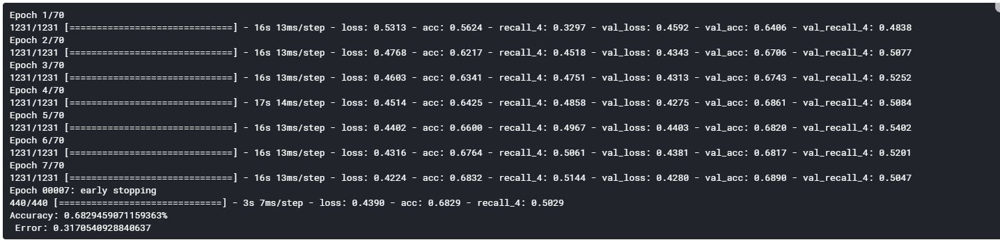 Epoch 1/70
1231/1231 [==============================] - 16s 13ms/step - loss: 0.5313 - acc: 0.5624 - recall_4: 0.3297 - val_loss: 0.4592 - val_acc: 0.6406 - val_recall_4: 0.4838
Epoch 2/70
1231/1231 [==============================] - 16s 13ms/step - loss: 0.4768 - acc: 0.6217 - recall_4: 0.4518 - val_loss: 0.4343 - val_acc: 0.6706 - val_recall_4: 0.5077
Epoch 3/70
1231/1231 [==============================] - 16s 13ms/step - loss: 0.4603 - acc: 0.6341 - recall_4: 0.4751 - val_loss: 0.4313 - val_acc: 0.6743 - val_recall_4: 0.5252
Epoch 4/70
1231/1231 [==============================] - 17s 14ms/step - loss: 0.4514 - acc: 0.6425 - recall_4: 0.4858 - val_loss: 0.4275 - val_acc: 0.6861 - val_recall_4: 0.5084
Epoch 5/70
1231/1231 [==============================] - 16s 13ms/step - loss: 0.4402 - acc: 0.6600 - recall_4: 0.4967 - val_loss: 0.4403 - val_acc: 0.6820 - val_recall_4: 0.5402
Epoch 6/70
1231/1231 [==============================] - 16s 13ms/step - loss: 0.4316 - acc: 0.6764 - recall_4: 0.5061 - val_loss: 0.4381 - val_acc: 0.6817 - val_recall_4: 0.5201
Epoch 7/70
1231/1231 [==============================] - 16s 13ms/step - loss: 0.4224 - acc: 0.6832 - recall_4: 0.5144 - val_loss: 0.4280 - val_acc: 0.6890 - val_recall_4: 0.5047
Epoch 00007: early stopping
440/440 [==============================] - 3s 7ms/step - loss: 0.4390 - acc: 0.6829 - recall_4: 0.5029
Accuracy: 0.6829459071159363%
 Error: 0.3170540928840637